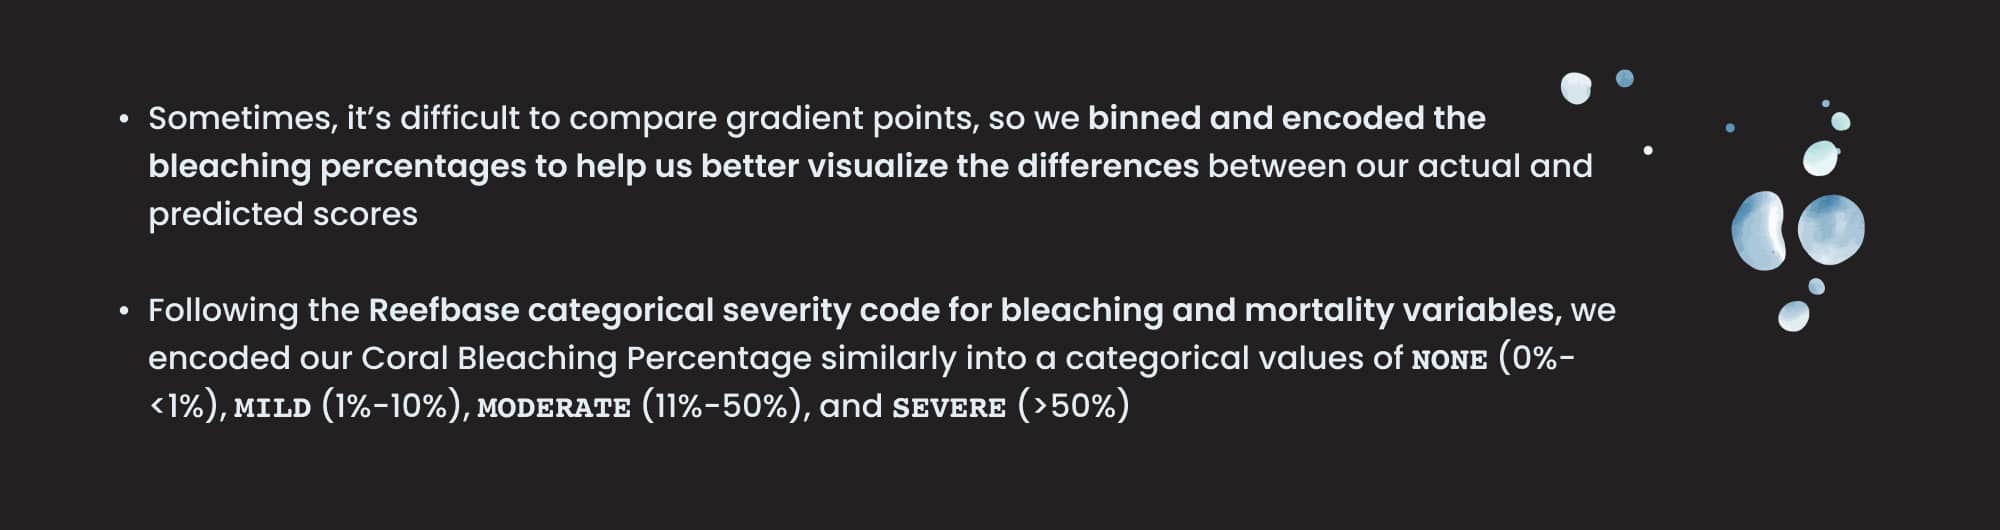 • Sometimes, it’s difficult to compare gradient points, so we binned and encoded the
bleaching percentages to help us better visualize the differences between our actual and
predicted scores
• Following the Reefbase categorical severity code for bleaching and mortality variables, we
encoded our Coral Bleaching Percentage similarly into a categorical values of NONE (0%-
<1%), MILD (1%-10%), MODERATE (11%-50%), and SEVERE (>50%)